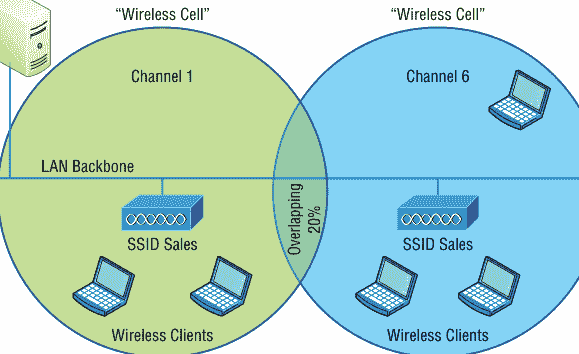 “Wireless Cell”
“Wireless Cell”
Channel 1
Channel 6
LAN Backbone
Overlapping
20%
SSID Sales
SSID Sales
Wireless Clients
Wireless Clients